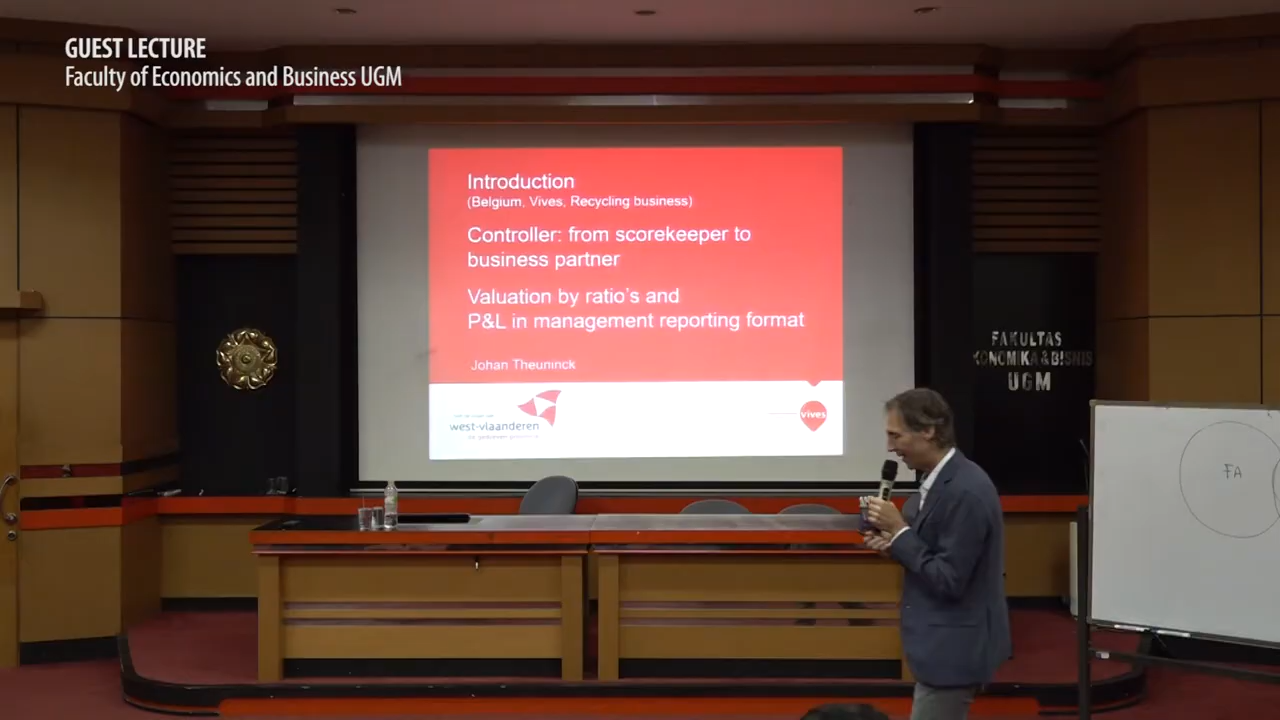 GUEST LECTURE
Faculty of Economics and Business UGM
Introduction
(Belgium, Vives, Recycling business)
Controller: from scorekeeper to
business partner
Valuation by ratio's and
P&L in management reporting format
Johan Theuninck
west-vlaanderen
vives
FAKULTAS
KONOMIKA & BISNIS
UGM
FA